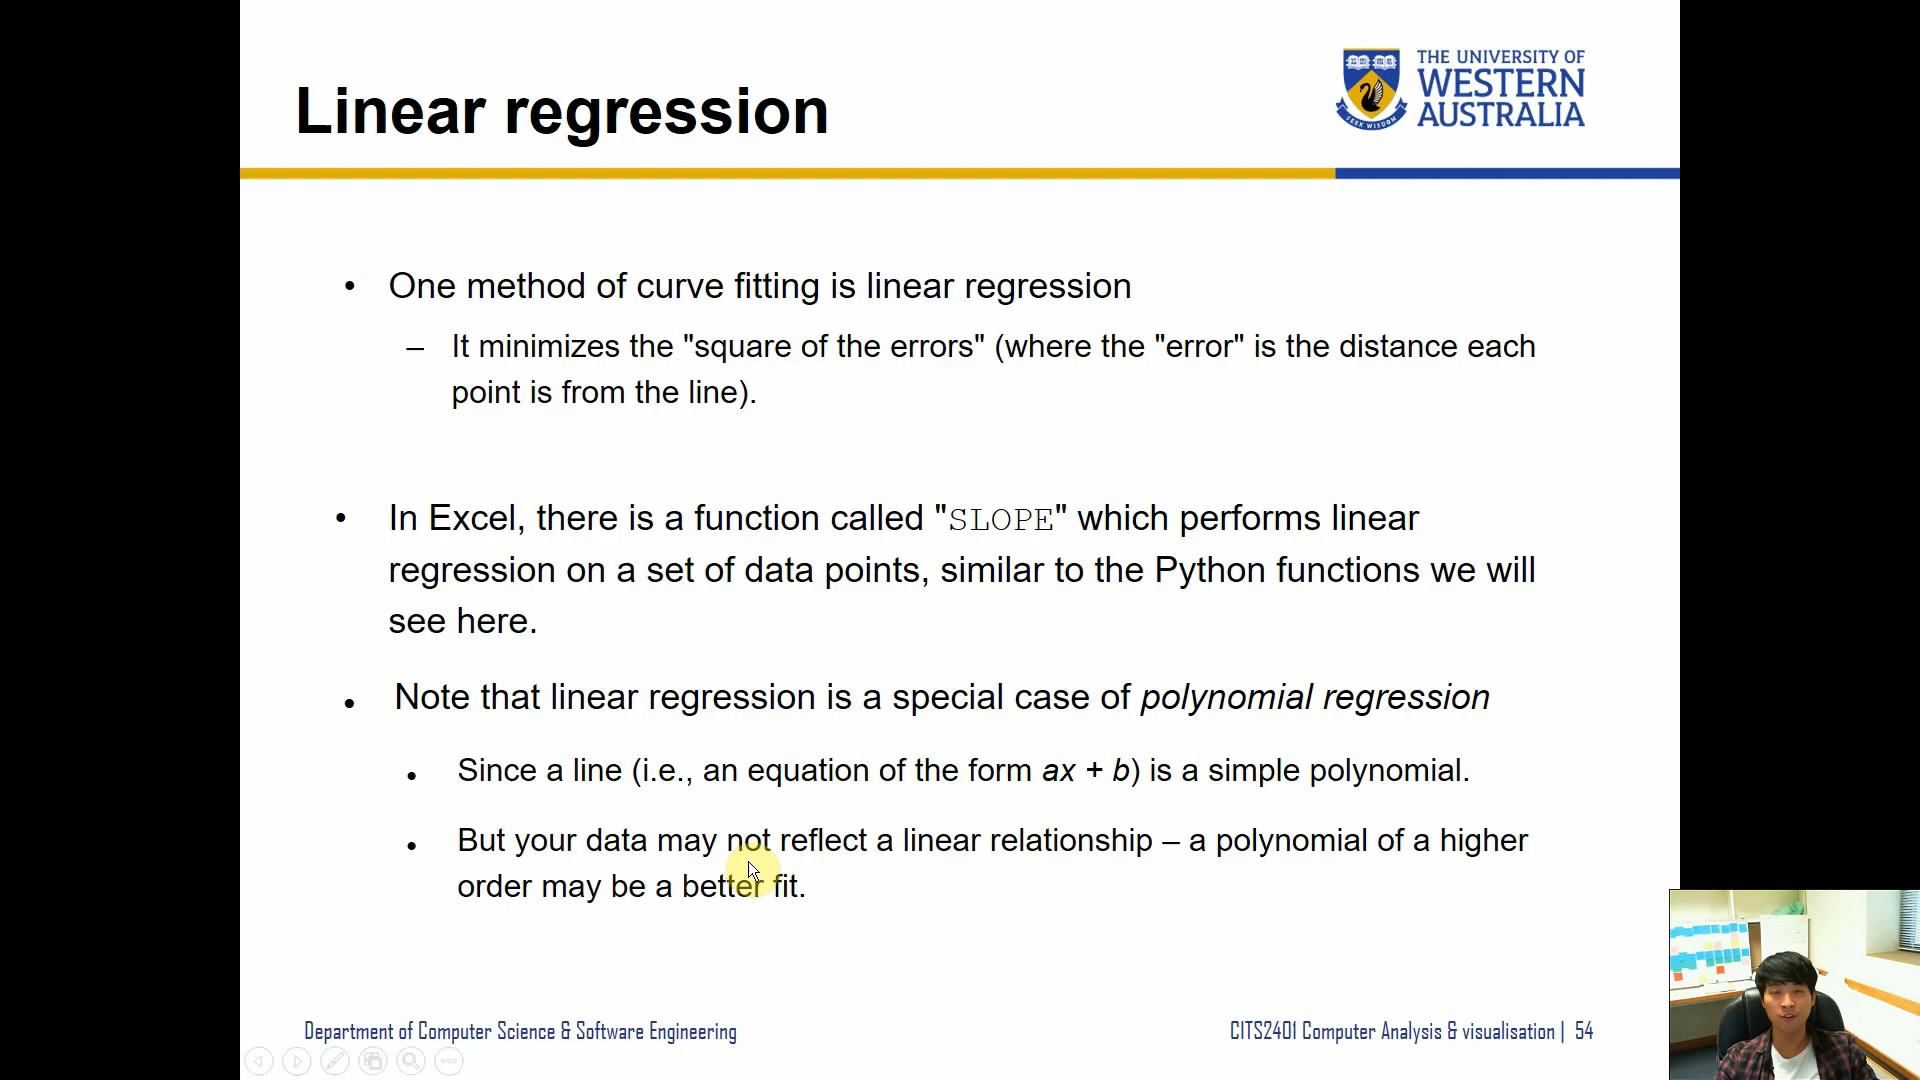 THE UNIVERSITY OF
WESTERN
AUSTRALIA
SEEK WISDOM
Linear regression
• One method of curve fitting is linear regression
– It minimizes the "square of the errors" (where the "error" is the distance each
point is from the line).
• In Excel, there is a function called "SLOPE" which performs linear
regression on a set of data points, similar to the Python functions we will
see here.
• Note that linear regression is a special case of polynomial regression
• Since a line (i.e., an equation of the form ax + b) is a simple polynomial.
• But your data may not reflect a linear relationship – a polynomial of a higher
order may be a better fit.
Department of Computer Science & Software Engineering
CITS2401 Computer Analysis & visualisation | 54